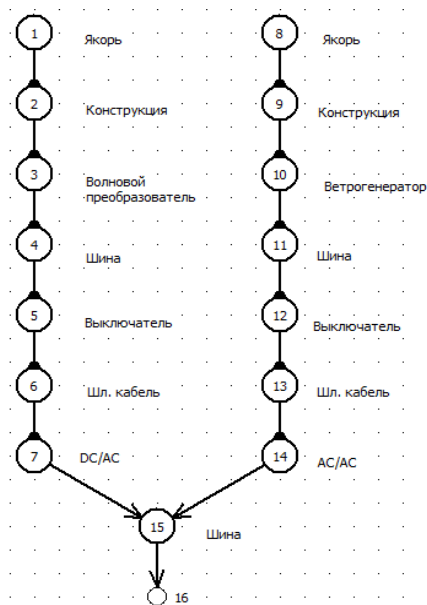 1 Якорь 8 Якорь
2 Конструкция 9 Конструкция
3 Волновой преобразователь 10 Ветрогенератор
4 Шина 11 Шина
5 Выключатель 12 Выключатель
6 Шл. кабель 13 Шл. кабель
7 DC/AC 14 AC/AC
15 Шина
16